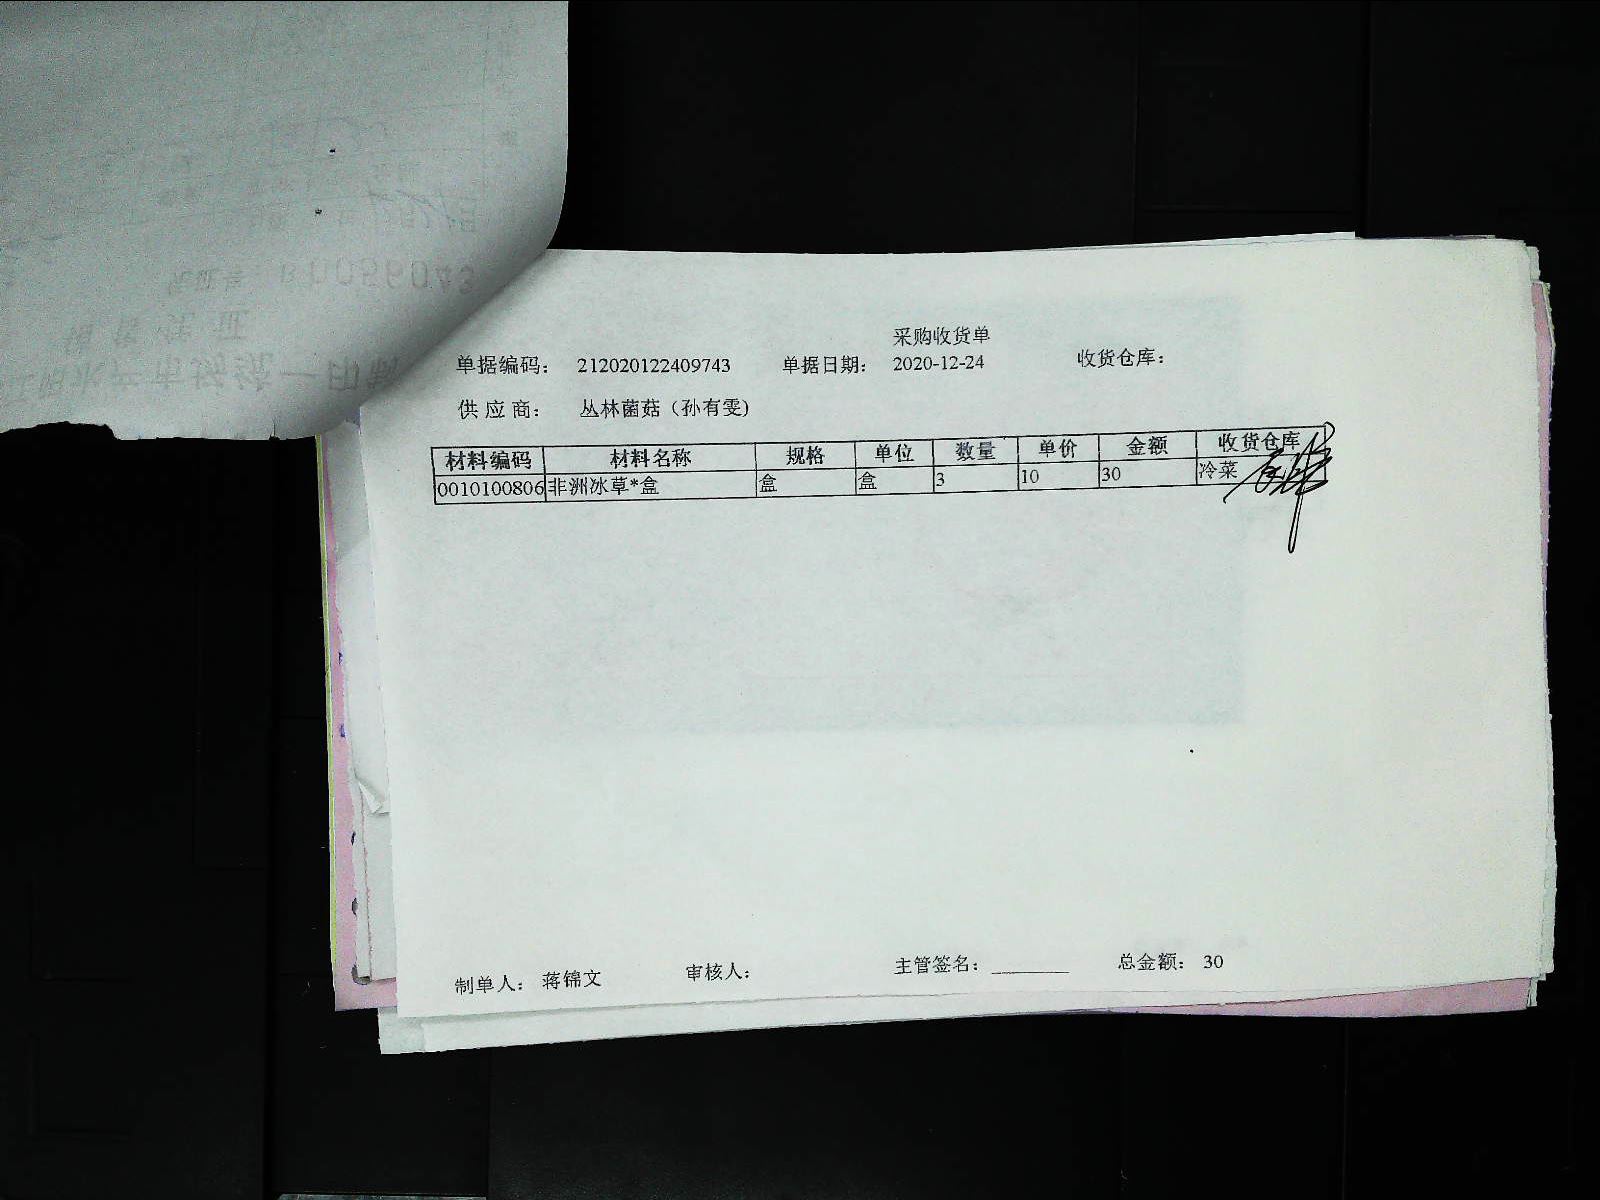 采购收货单
单据编码： 212020122409743 单据日期： 2020-12-24 收货仓库：
供 应 商： 丛林菌菇（孙有雯)
材料编码 材料名称 规格 单位 数量 单价 金额 收货仓库
0010100806 非洲冰草*盒 盒 盒 3 10 30 冷菜
制单人： 蒋锦文 审核人： 主管签名： 总金额： 30